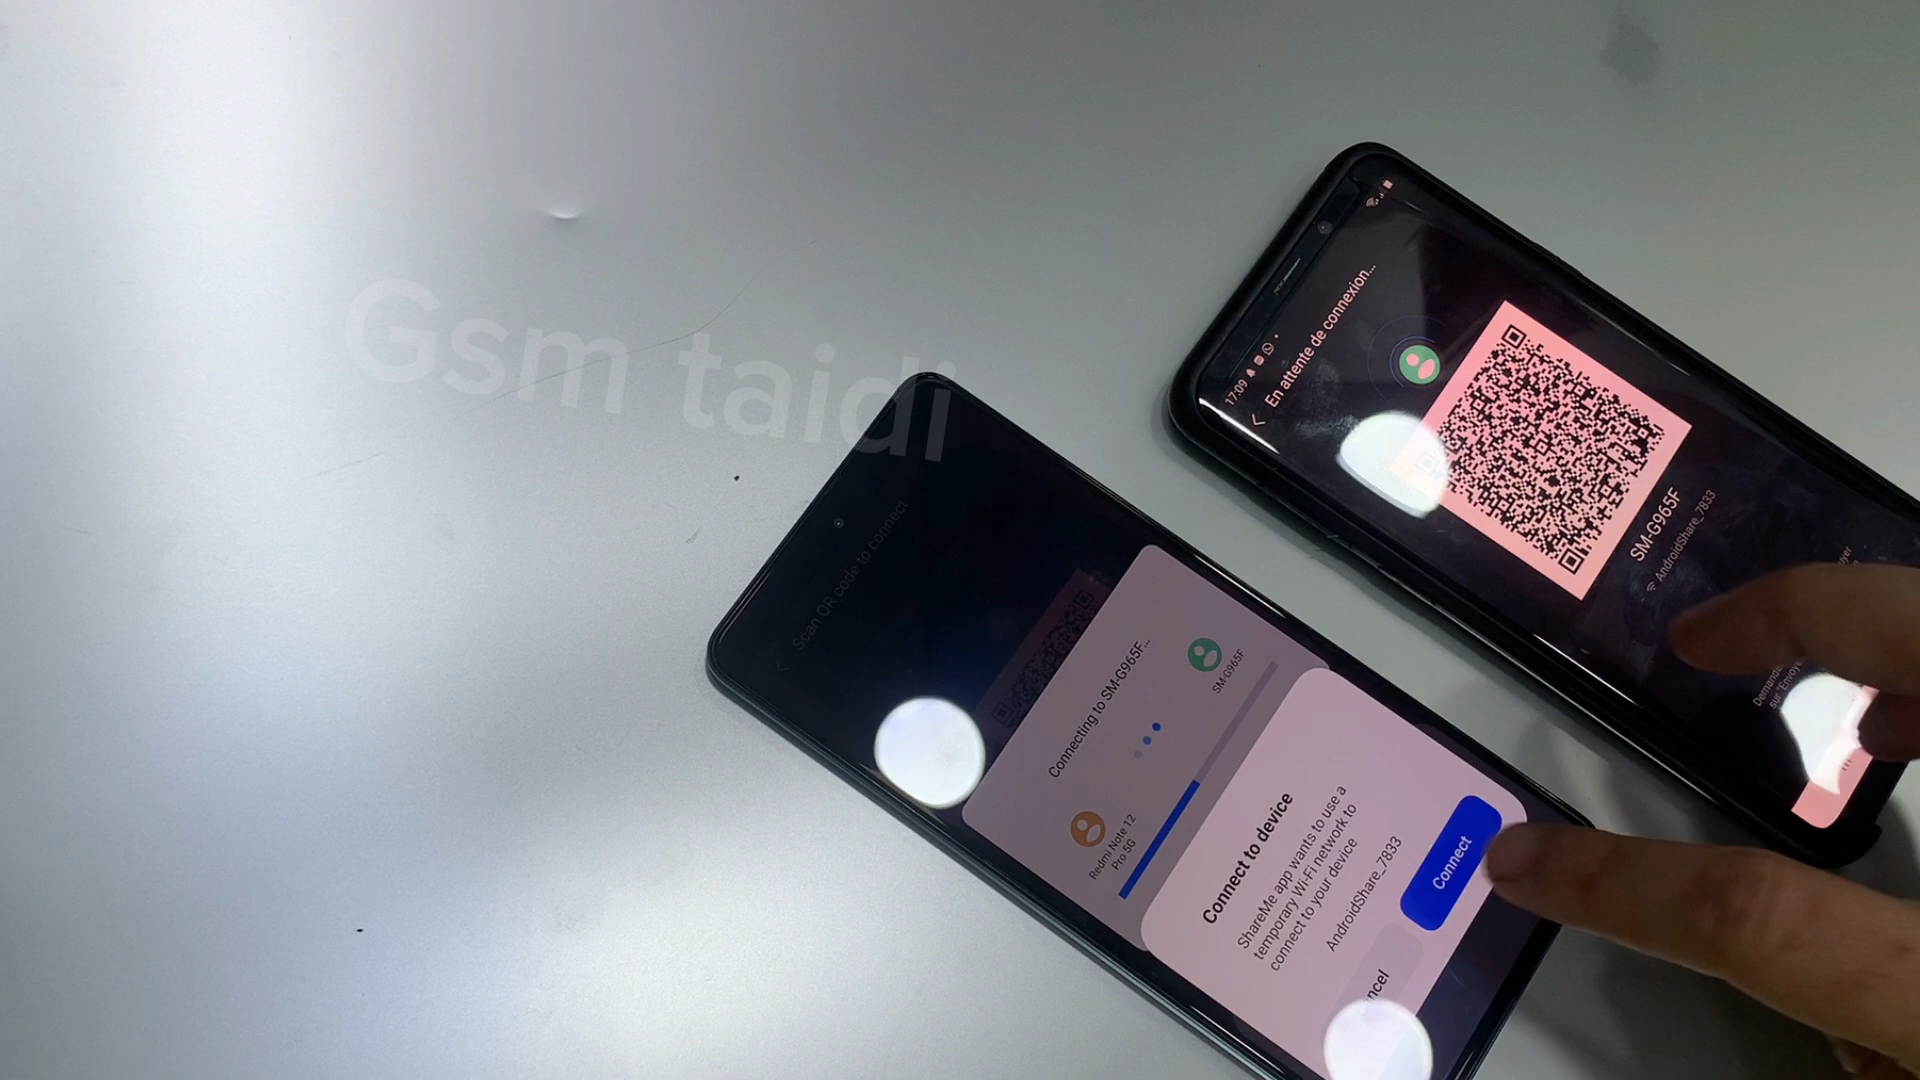 Gsm taidi
Scan QR code to connect
Connecting to SM-G965F...
SM-G965F
Redmi Note 12
Pro 5G
Connect to device
ShareMe app wants to use a
temporary Wi-Fi network to
connect to your device
AndroidShare_7833
Connect
17:09
En attente de connexion...
SM-G965F
AndroidShare_7833